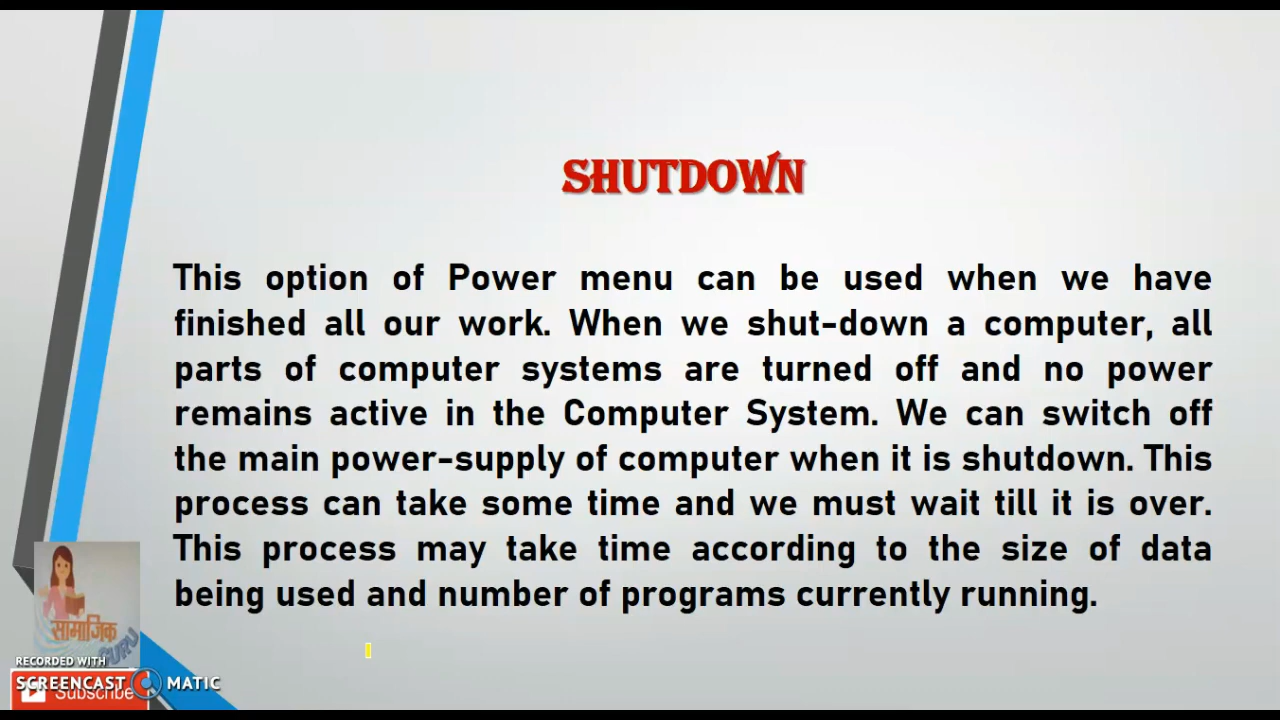 SHUTDOWN
This option of Power menu can be used when we have
finished all our work. When we shut-down a computer, all
parts of computer systems are turned off and no power
remains active in the Computer System. We can switch off
the main power-supply of computer when it is shutdown. This
process can take some time and we must wait till it is over.
This process may take time according to the size of data
being used and number of programs currently running.
सामाजिक
GURU
RECORDED WITH
SCREENCAST MATIC
Subscribe